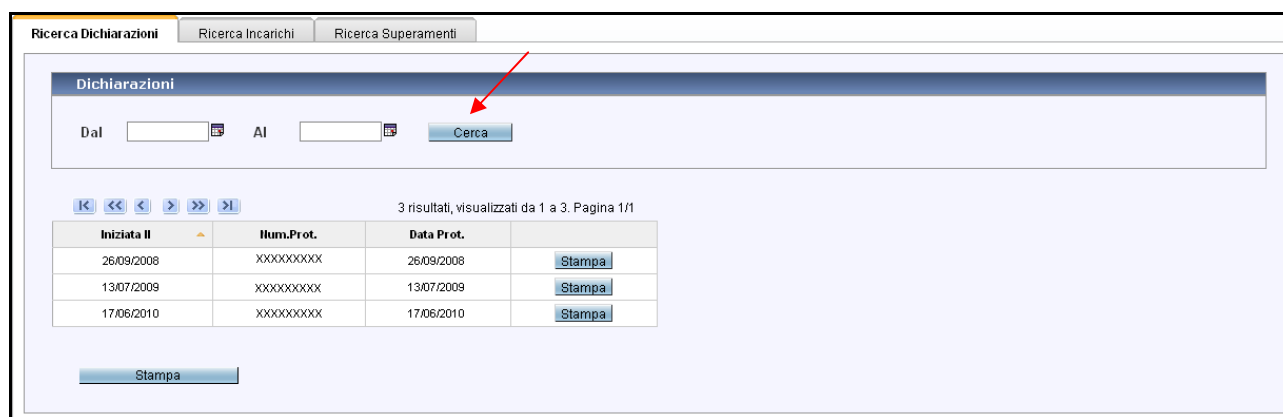 Ricerca Dichiarazioni Ricerca Incarichi Ricerca Superamenti
Dichiarazioni
Dal Al Cerca
3 risultati, visualizzati da 1 a 3. Pagina 1/1
Iniziata Il Num.Prot. Data Prot.
26/09/2008 XXXXXXXXX 26/09/2008 Stampa
13/07/2009 XXXXXXXXX 13/07/2009 Stampa
17/06/2010 XXXXXXXXX 17/06/2010 Stampa
Stampa